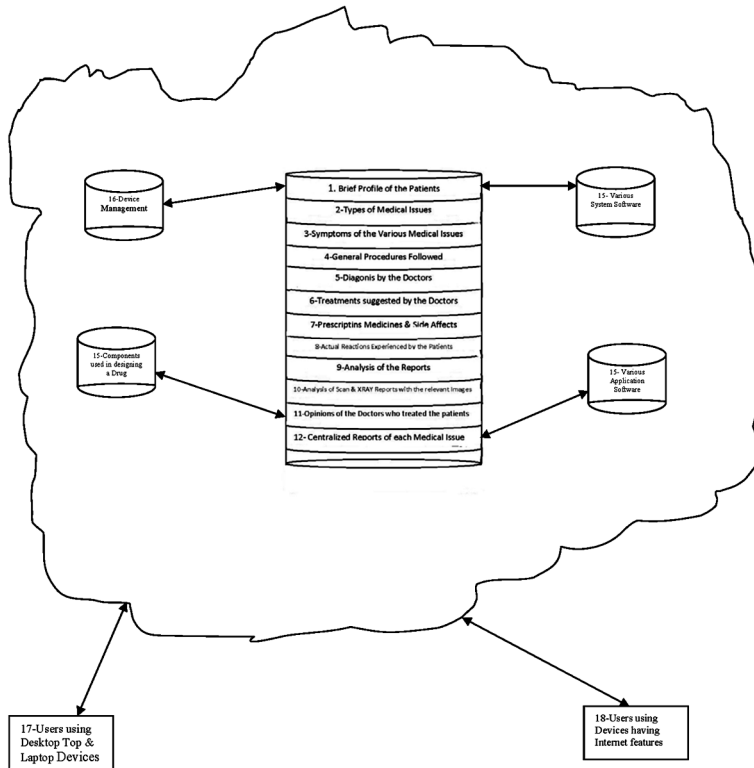 16-Device
Management
1. Brief Profile of the Patients
2-Types of Medical Issues
3-Symptoms of the Various Medical Issues
4-General Procedures Followed
5-Diagonis by the Doctors
6-Treatments suggested by the Doctors
7-Prescriptins Medicines & Side Affects
8-Actual Reactions Experienced by the Patients
9-Analysis of the Reports
10-Analysis of Scan & XRAY Reports with the relevant Images
11-Opinions of the Doctors who treated the patients
12- Centralized Reports of each Medical Issue
15- Various
System Software
15-Components
used in designing
a Drug
15- Various
Application
Software
17-Users using
Desktop Top &
Laptop Devices
18-Users using
Devices having
Internet features